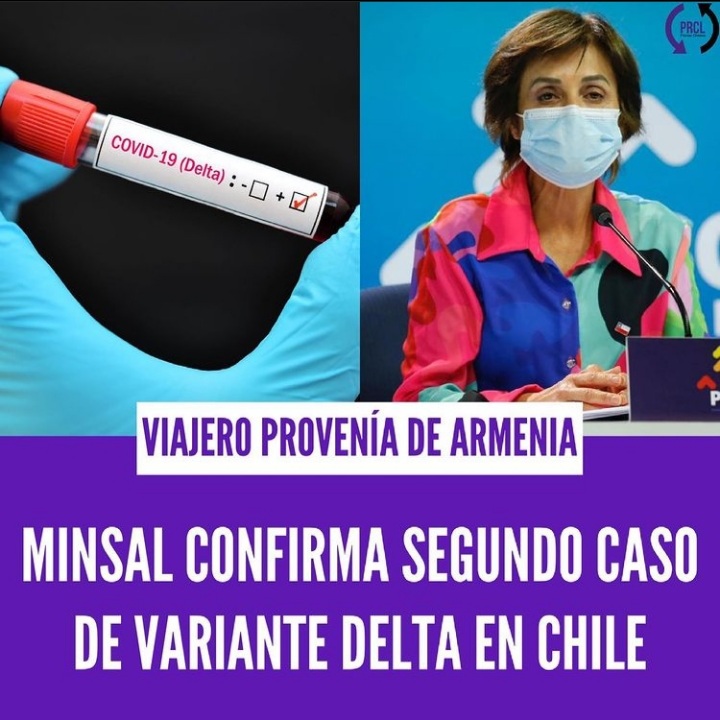 PRCL
COVID-19 (Delta) : - +
P
VIAJERO PROVENÍA DE ARMENIA
MINSAL CONFIRMA SEGUNDO CASO
DE VARIANTE DELTA EN CHILE